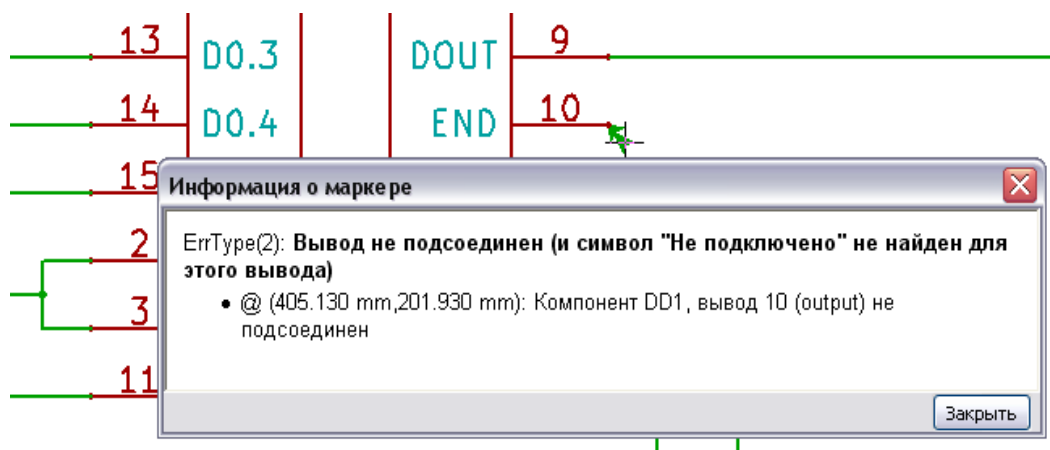 13 D0.3 DOUT 9
14 D0.4 END 10
15
Информация о маркере
2
ErrType(2): Вывод не подсоединен (и символ "Не подключено" не найден для
этого вывода)
3
• @ (405.130 mm,201.930 mm): Компонент DD1, вывод 10 (output) не
подсоединен
11
Закрыть